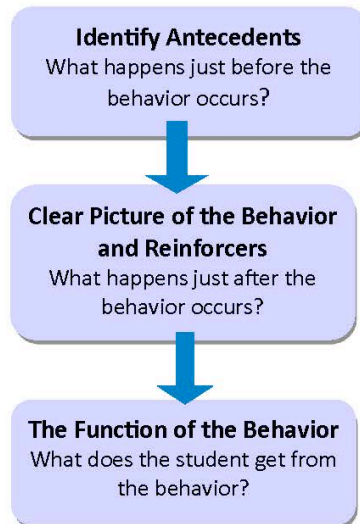 Identify Antecedents
What happens just before the
behavior occurs?
Clear Picture of the Behavior
and Reinforcers
What happens just after the
behavior occurs?
The Function of the Behavior
What does the student get from
the behavior?